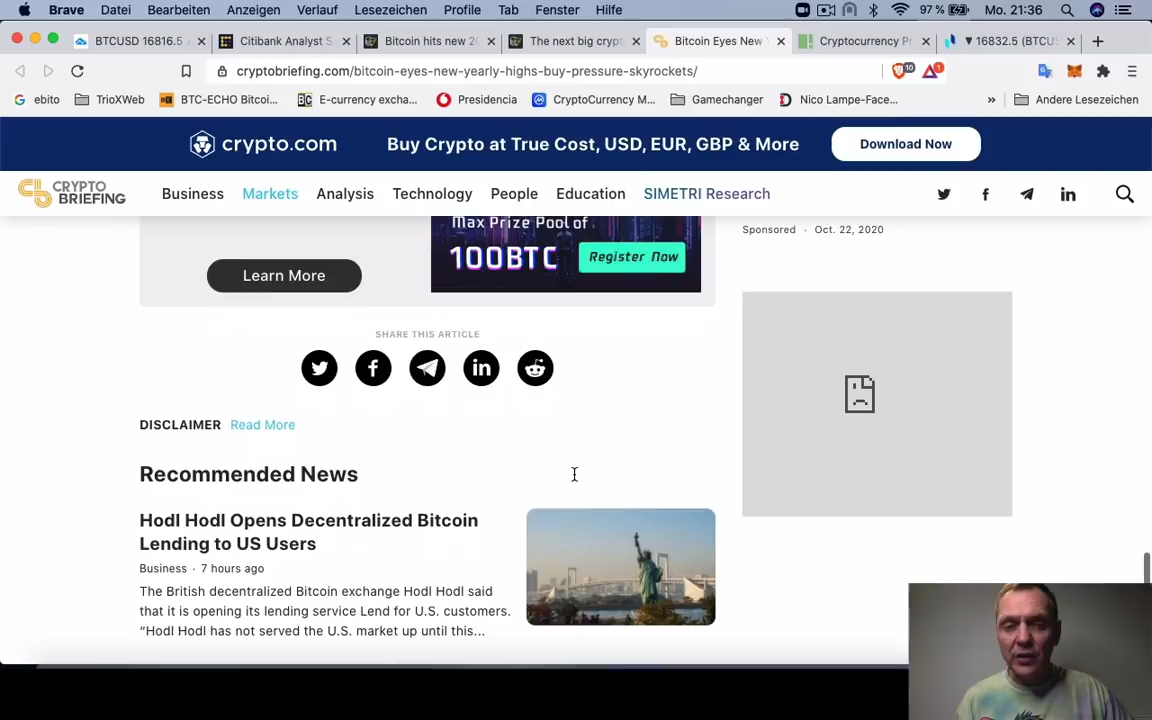 Brave Datei Bearbeiten Anzeigen Verlauf Lesezeichen Profile Tab Fenster Hilfe 97 % Mo. 21:36
BTCUSD 16816.5 Citibank Analyst S Bitcoin hits new 20 The next big crypt Bitcoin Eyes New Y Cryptocurrency Pr ▼ 16832.5 (BTCUS
cryptobriefing.com/bitcoin-eyes-new-yearly-highs-buy-pressure-skyrockets/ 10 1
ebito TrioXWeb BTC-ECHO Bitcoi... E-currency excha... Presidencia CryptoCurrency M... Gamechanger Nico Lampe-Face... » Andere Lesezeichen
crypto.com Buy Crypto at True Cost, USD, EUR, GBP & More Download Now
CRYPTO
BRIEFING
Business Markets Analysis Technology People Education SIMETRI Research
Max Prize Pool of
100BTC Register Now
Learn More
Sponsored · Oct. 22, 2020
SHARE THIS ARTICLE
DISCLAIMER Read More
Recommended News
Hodl Hodl Opens Decentralized Bitcoin
Lending to US Users
Business · 7 hours ago
The British decentralized Bitcoin exchange Hodl Hodl said
that it is opening its lending service Lend for U.S. customers.
“Hodl Hodl has not served the U.S. market up until this...